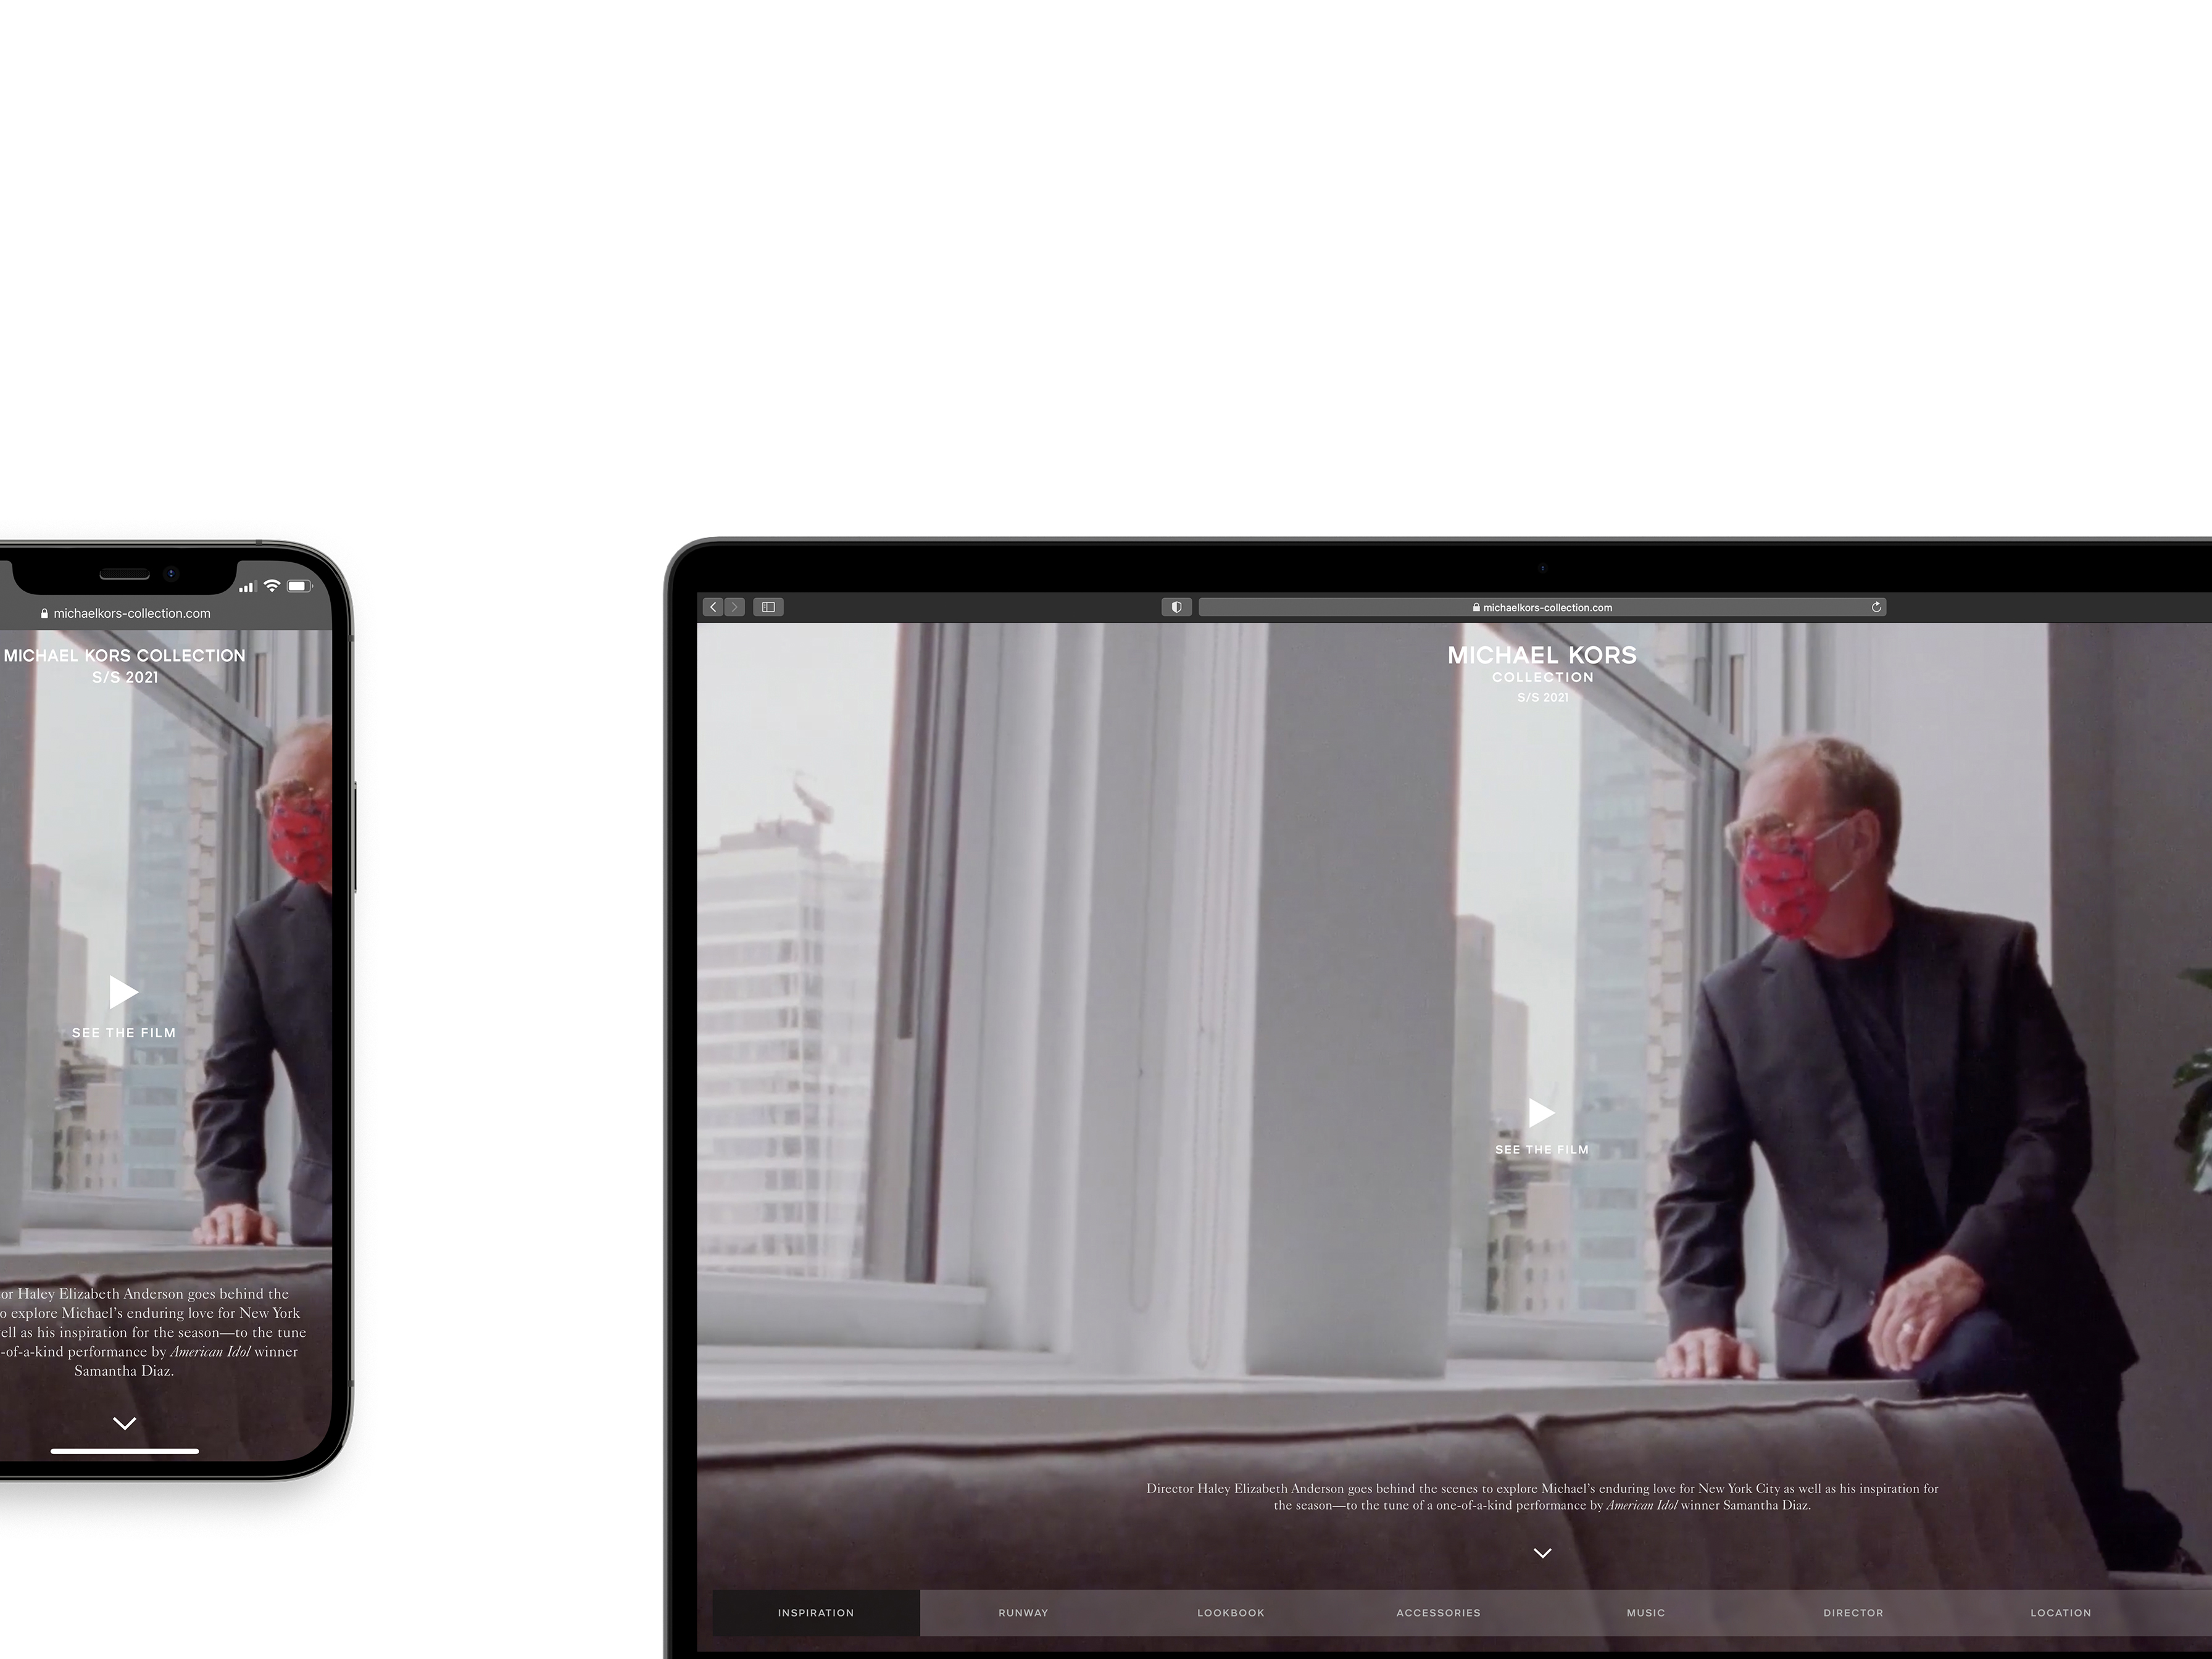 michaelkors-collection.com
MICHAEL KORS COLLECTION
S/S 2021
SEE THE FILM
or Haley Elizabeth Anderson goes behind the
o explore Michael's enduring love for New York
ell as his inspiration for the season—to the tune
-of-a-kind performance by American Idol winner
Samantha Diaz.
michaelkors-collection.com
MICHAEL KORS
COLLECTION
S/S 2021
SEE THE FILM
Director Haley Elizabeth Anderson goes behind the scenes to explore Michael's enduring love for New York City as well as his inspiration for
the season—to the tune of a one-of-a-kind performance by American Idol winner Samantha Diaz.
INSPIRATION RUNWAY LOOKBOOK ACCESSORIES MUSIC DIRECTOR LOCATION